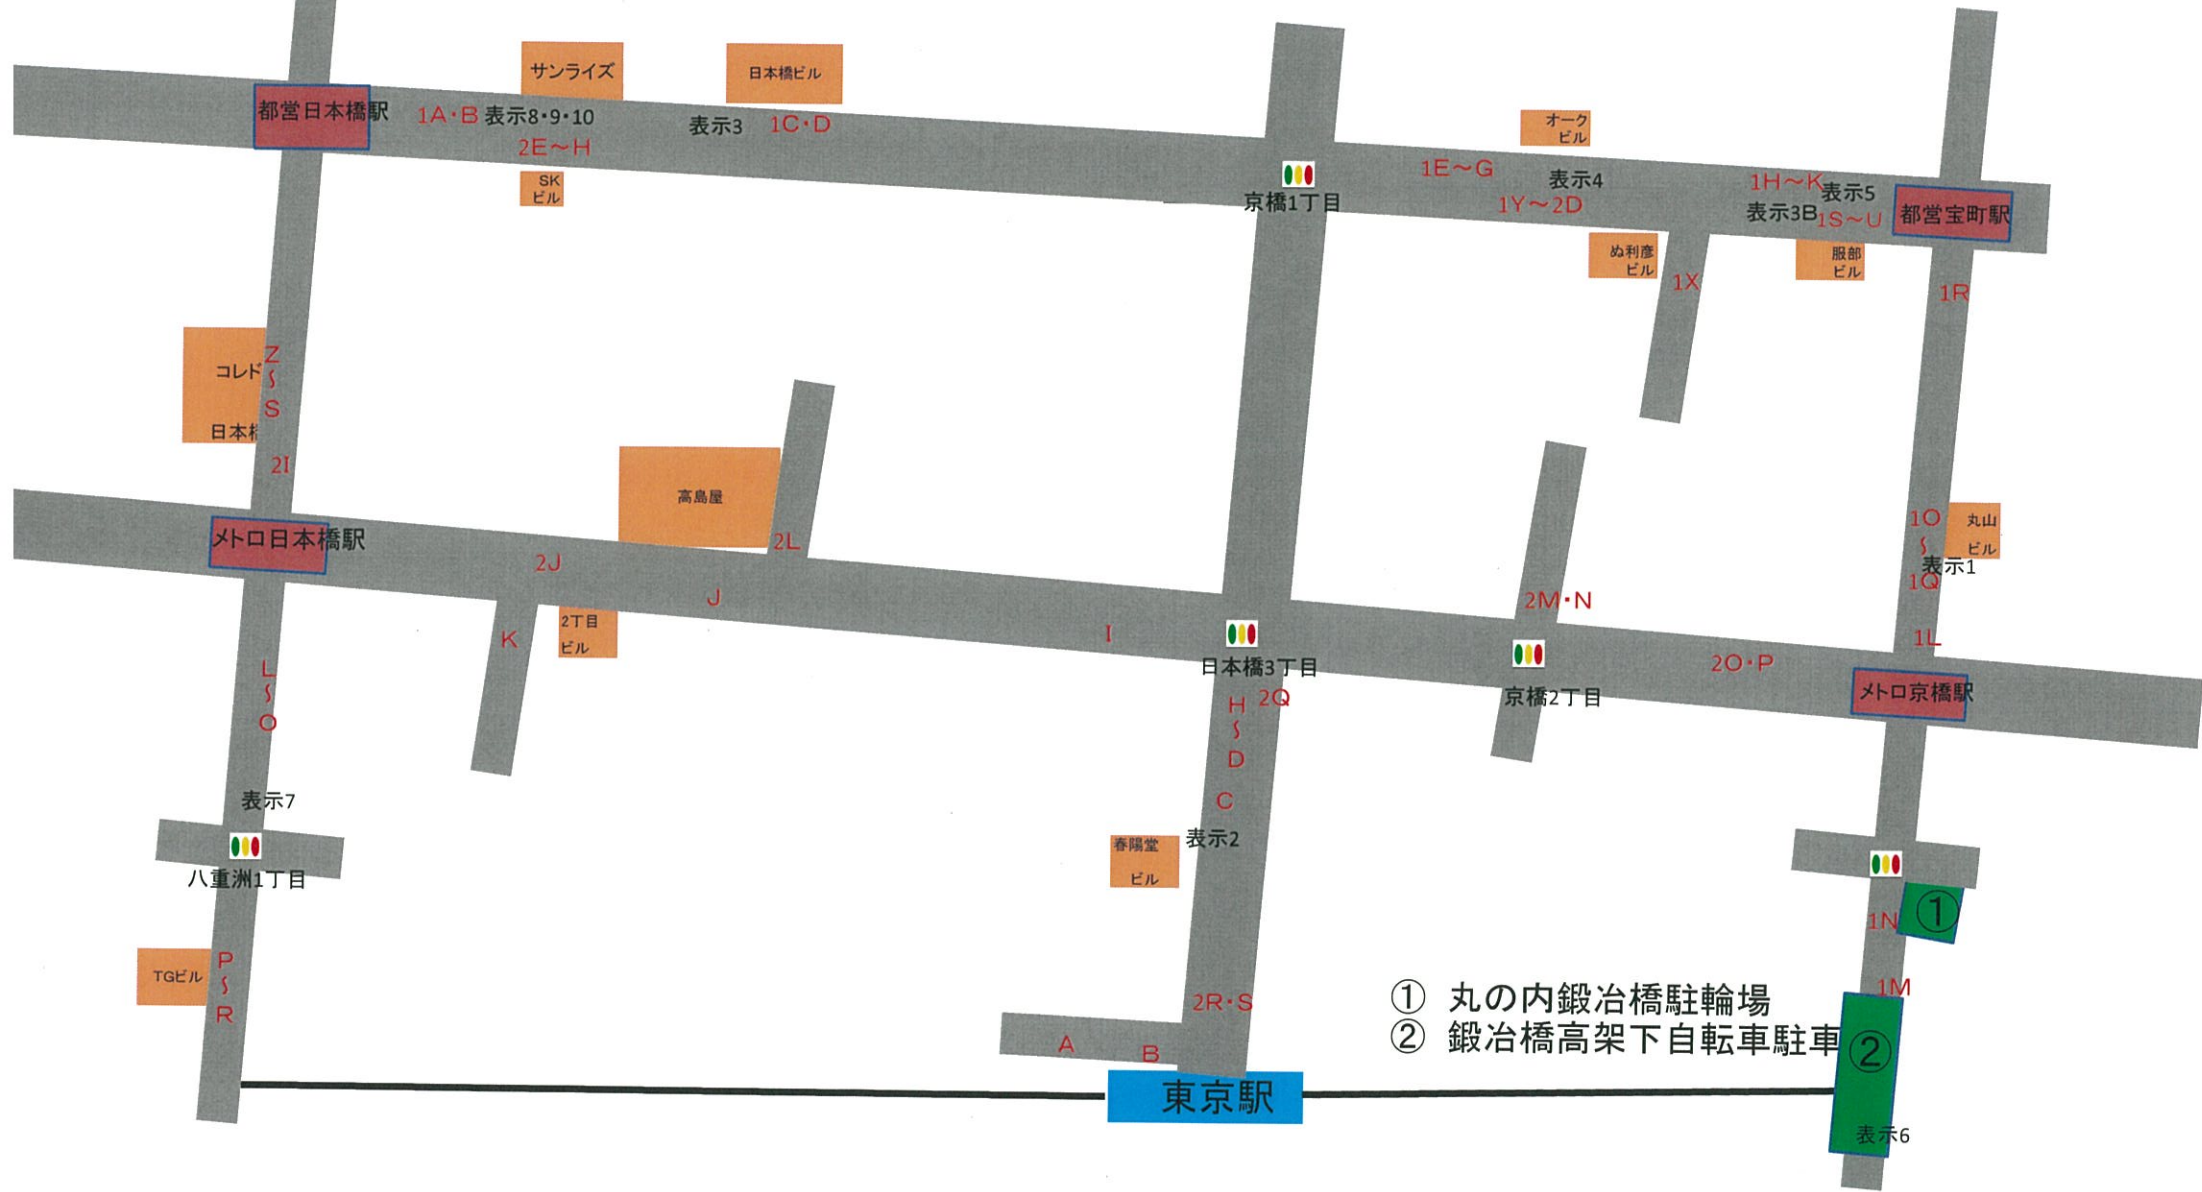 サンライズ
日本橋ビル
都営日本橋駅
1A・B
表示8・9・10
2E～H
表示3
1C・D
SK
ビル
オーク
ビル
京橋1丁目
1E～G
表示4
1Y～2D
1H～K
表示5
表示3B
1S～U
都営宝町駅
ぬ利彦
ビル
服部
ビル
1X
1R
コレド
日本
Z～S
2I
高島屋
2L
メトロ日本橋駅
2J
J
I
K
2丁目
ビル
1O～1Q
丸山
ビル
表示1
1L
2M・N
日本橋3丁目
京橋2丁目
2O・P
メトロ京橋駅
L～O
H～D
2Q
C
表示7
八重洲1丁目
表示2
春陽堂
ビル
TGビル
P～R
2R・S
A
B
東京駅
①
1N
1M
① 丸の内鍛冶橋駐輪場
② 鍛冶橋高架下自転車駐車
②
表示6